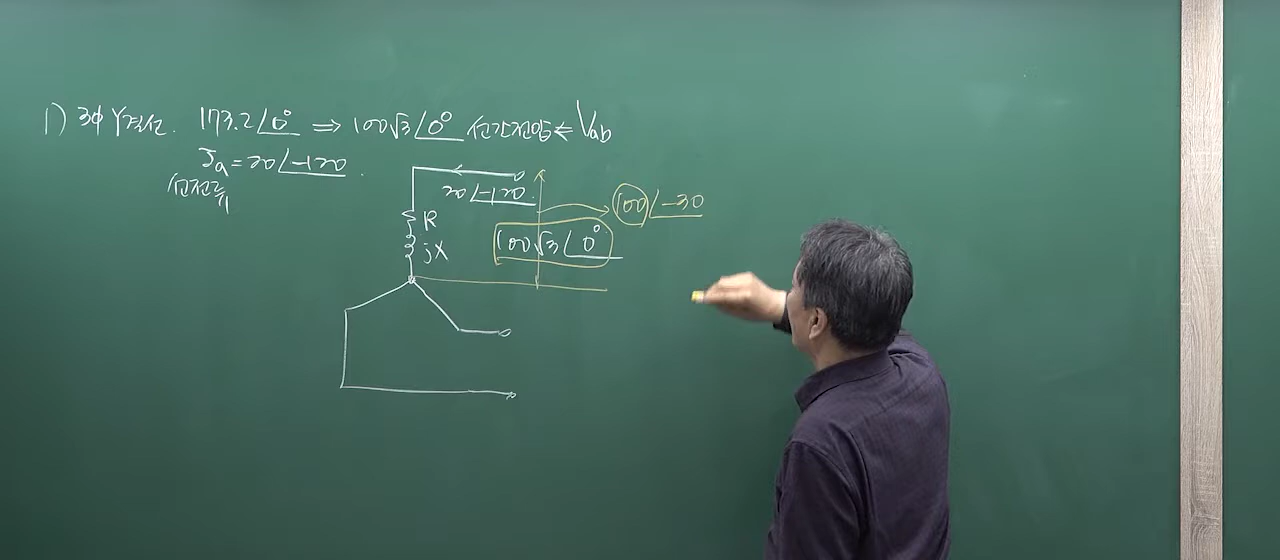 1) 3Φ Y결선. 173.2∠0° ⇒ 100√3∠0° 선간전압 ← Vab
Ia = 20∠-120.
선전류
20∠-120.
100∠-30
R
100√3∠0°
jX